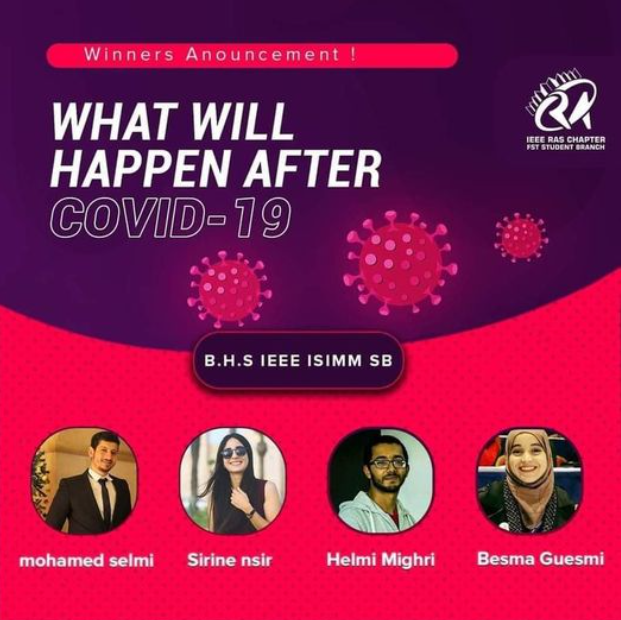 Winners Anouncement !
WHAT WILL
HAPPEN AFTER
COVID-19
IEEE RAS CHAPTER
FST STUDENT BRANCH
B.H.S IEEE ISIMM SB
mohamed selmi
Sirine nsir
Helmi Mighri
Besma Guesmi